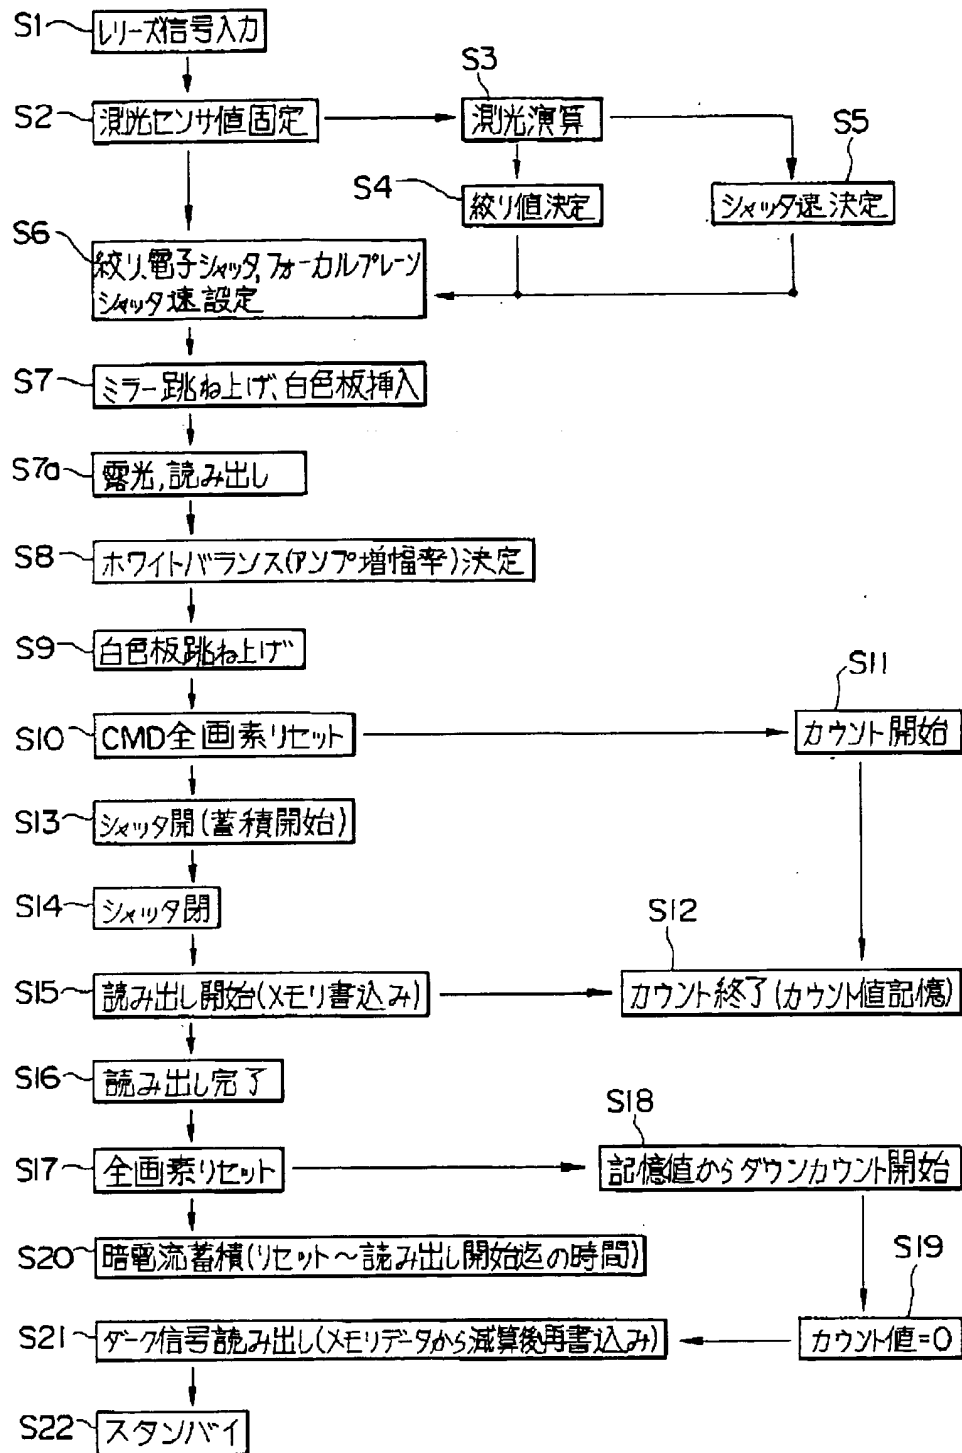 S1
レリーズ信号入力
S2
測光センサ値固定
S3
測光演算
S4
絞り値決定
S5
シャッタ速決定
S6
絞り、電子シャッタ,フォーカルプレーン
シャッタ速設定
S7
ミラー跳ね上げ、白色板挿入
S7a
露光,読み出し
S8
ホワイトバランス(アンプ増幅率)決定
S9
白色板跳ね上げ
S10
CMD全画素リセット
S11
カウント開始
S13
シャッタ開(蓄積開始)
S14
シャッタ閉
S15
読み出し開始(メモリ書込み)
S12
カウント終了(カウント値記憶)
S16
読み出し完了
S17
全画素リセット
S18
記憶値からダウンカウント開始
S20
暗電流蓄積(リセット～読み出し開始迄の時間)
S19
カウント値=0
S21
ダーク信号読み出し(メモリデータから減算後再書込み)
S22
スタンバイ